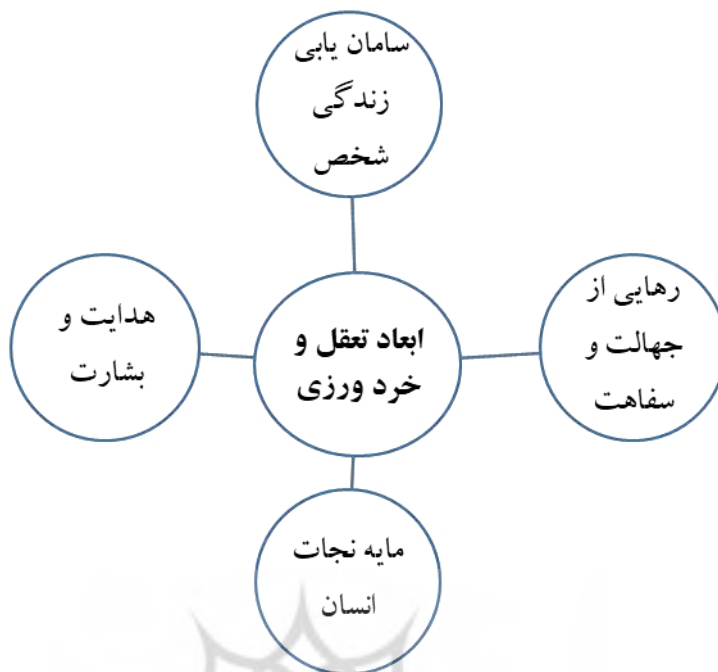 سامان یابی
زندگی
شخص
رهایی از
جهالت و
سفاهت
ابعاد تعقل و
خرد ورزی
هدایت و
بشارت
مایه نجات
انسان